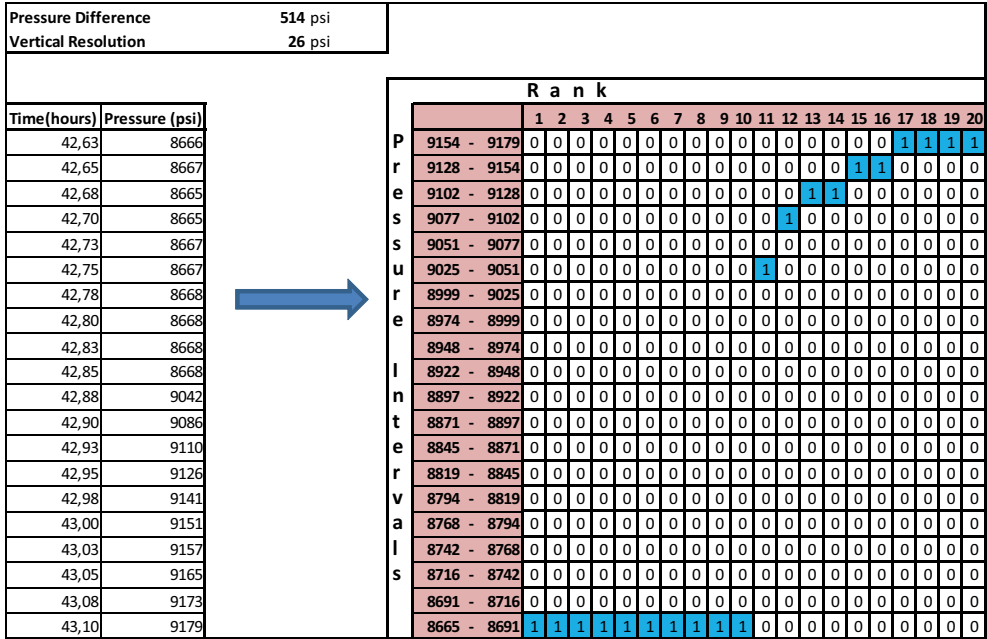 Pressure Difference 514 psi
Vertical Resolution 26 psi
Rank
Time(hours) Pressure (psi) 1 2 3 4 5 6 7 8 9 10 11 12 13 14 15 16 17 18 19 20
42,63 8666 P 9154 - 9179 0 0 0 0 0 0 0 0 0 0 0 0 0 0 0 0 1 1 1 1
42,65 8667 r 9128 - 9154 0 0 0 0 0 0 0 0 0 0 0 0 0 0 1 1 0 0 0 0
42,68 8665 e 9102 - 9128 0 0 0 0 0 0 0 0 0 0 0 0 1 1 0 0 0 0 0 0
42,70 8665 s 9077 - 9102 0 0 0 0 0 0 0 0 0 0 0 1 0 0 0 0 0 0 0 0
42,73 8667 s 9051 - 9077 0 0 0 0 0 0 0 0 0 0 0 0 0 0 0 0 0 0 0 0
42,75 8667 u 9025 - 9051 0 0 0 0 0 0 0 0 0 0 1 0 0 0 0 0 0 0 0 0
42,78 8668 r 8999 - 9025 0 0 0 0 0 0 0 0 0 0 0 0 0 0 0 0 0 0 0 0
42,80 8668 e 8974 - 8999 0 0 0 0 0 0 0 0 0 0 0 0 0 0 0 0 0 0 0 0
42,83 8668 8948 - 8974 0 0 0 0 0 0 0 0 0 0 0 0 0 0 0 0 0 0 0 0
42,85 8668 I 8922 - 8948 0 0 0 0 0 0 0 0 0 0 0 0 0 0 0 0 0 0 0 0
42,88 9042 n 8897 - 8922 0 0 0 0 0 0 0 0 0 0 0 0 0 0 0 0 0 0 0 0
42,90 9086 t 8871 - 8897 0 0 0 0 0 0 0 0 0 0 0 0 0 0 0 0 0 0 0 0
42,93 9110 e 8845 - 8871 0 0 0 0 0 0 0 0 0 0 0 0 0 0 0 0 0 0 0 0
42,95 9126 r 8819 - 8845 0 0 0 0 0 0 0 0 0 0 0 0 0 0 0 0 0 0 0 0
42,98 9141 v 8794 - 8819 0 0 0 0 0 0 0 0 0 0 0 0 0 0 0 0 0 0 0 0
43,00 9151 a 8768 - 8794 0 0 0 0 0 0 0 0 0 0 0 0 0 0 0 0 0 0 0 0
43,03 9157 l 8742 - 8768 0 0 0 0 0 0 0 0 0 0 0 0 0 0 0 0 0 0 0 0
43,05 9165 s 8716 - 8742 0 0 0 0 0 0 0 0 0 0 0 0 0 0 0 0 0 0 0 0
43,08 9173 8691 - 8716 0 0 0 0 0 0 0 0 0 0 0 0 0 0 0 0 0 0 0 0
43,10 9179 8665 - 8691 1 1 1 1 1 1 1 1 1 1 0 0 0 0 0 0 0 0 0 0